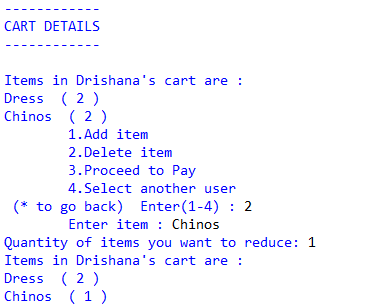 ------------
CART DETAILS
------------
Items in Drishana's cart are :
Dress  ( 2 )
Chinos  ( 2 )
1.Add item
2.Delete item
3.Proceed to Pay
4.Select another user
(* to go back)  Enter(1-4) : 2
Enter item : Chinos
Quantity of items you want to reduce: 1
Items in Drishana's cart are :
Dress  ( 2 )
Chinos  ( 1 )